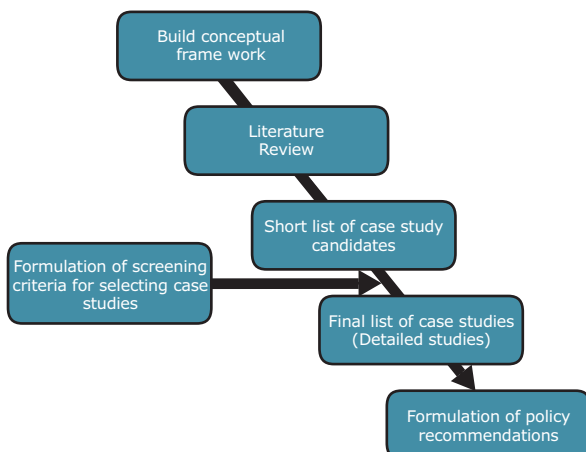 Build conceptual
frame work
Literature
Review
Short list of case study
candidates
Formulation of screening
criteria for selecting case
studies
Final list of case studies
(Detailed studies)
Formulation of policy
recommendations